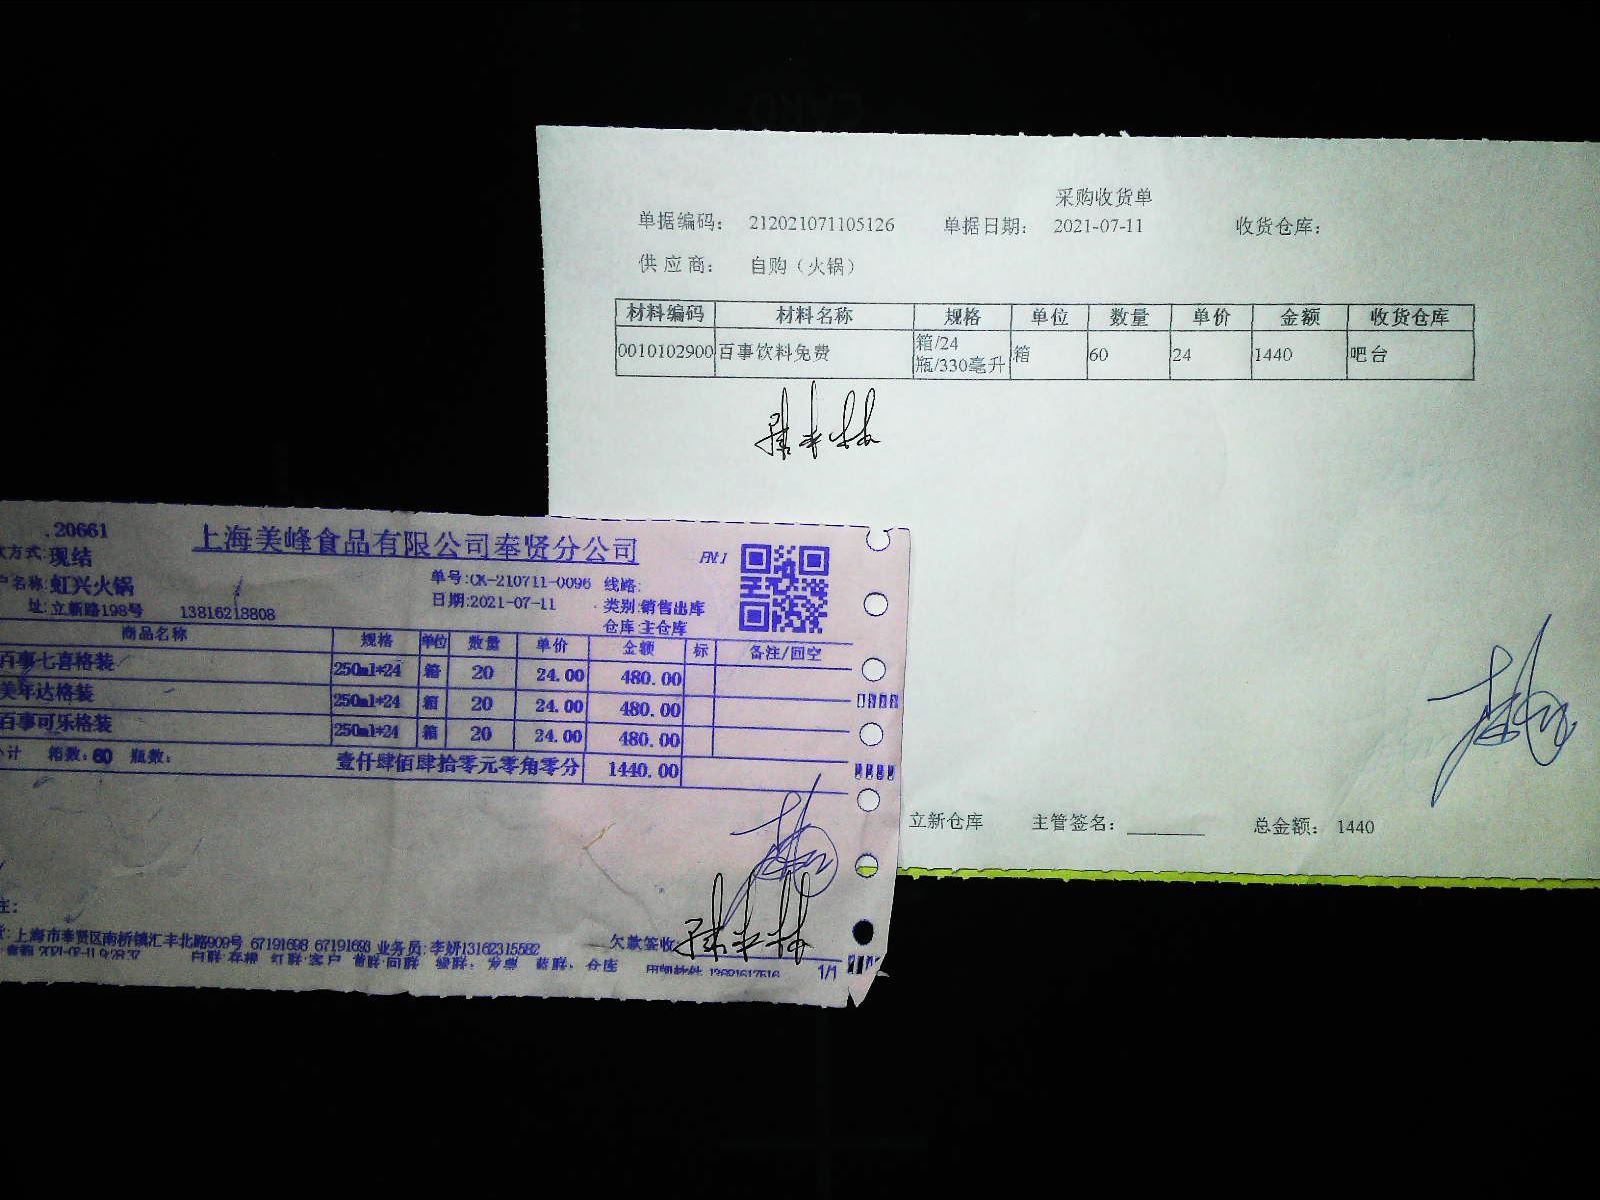 采购收货单
单据编码： 212021071105126 单据日期： 2021-07-11 收货仓库：
供 应 商： 自购（火锅）
材料编码 材料名称 规格 单位 数量 单价 金额 收货仓库
0010102900 百事饮料免费 箱/24瓶/330毫升 箱 60 24 1440 吧台
立新仓库 主管签名： 总金额： 1440
.20661
上海美峰食品有限公司奉贤分公司
方式:现结
单号:CK-210711-0096 线路:
名称:虹兴火锅
日期:2021-07-11 类别:销售出库
址:立新路198号 13816218808
仓库:主仓库
商品名称 规格 单位 数量 单价 金额 标 备注/回空
百事七喜格装 250ml*24 箱 20 24.00 480.00
美年达格装 250ml*24 箱 20 24.00 480.00
百事可乐格装 250ml*24 箱 20 24.00 480.00
计 箱数:60 瓶数: 壹仟肆佰肆拾零元零角零分 1440.00
注:
上海市奉贤区南桥镇汇丰北路909号 67191698 67191693 业务员:李妍13162315562 欠款签收
白联:存根 红联:客户 黄联:回联 绿联: 发票 蓝联: 仓库 1/1